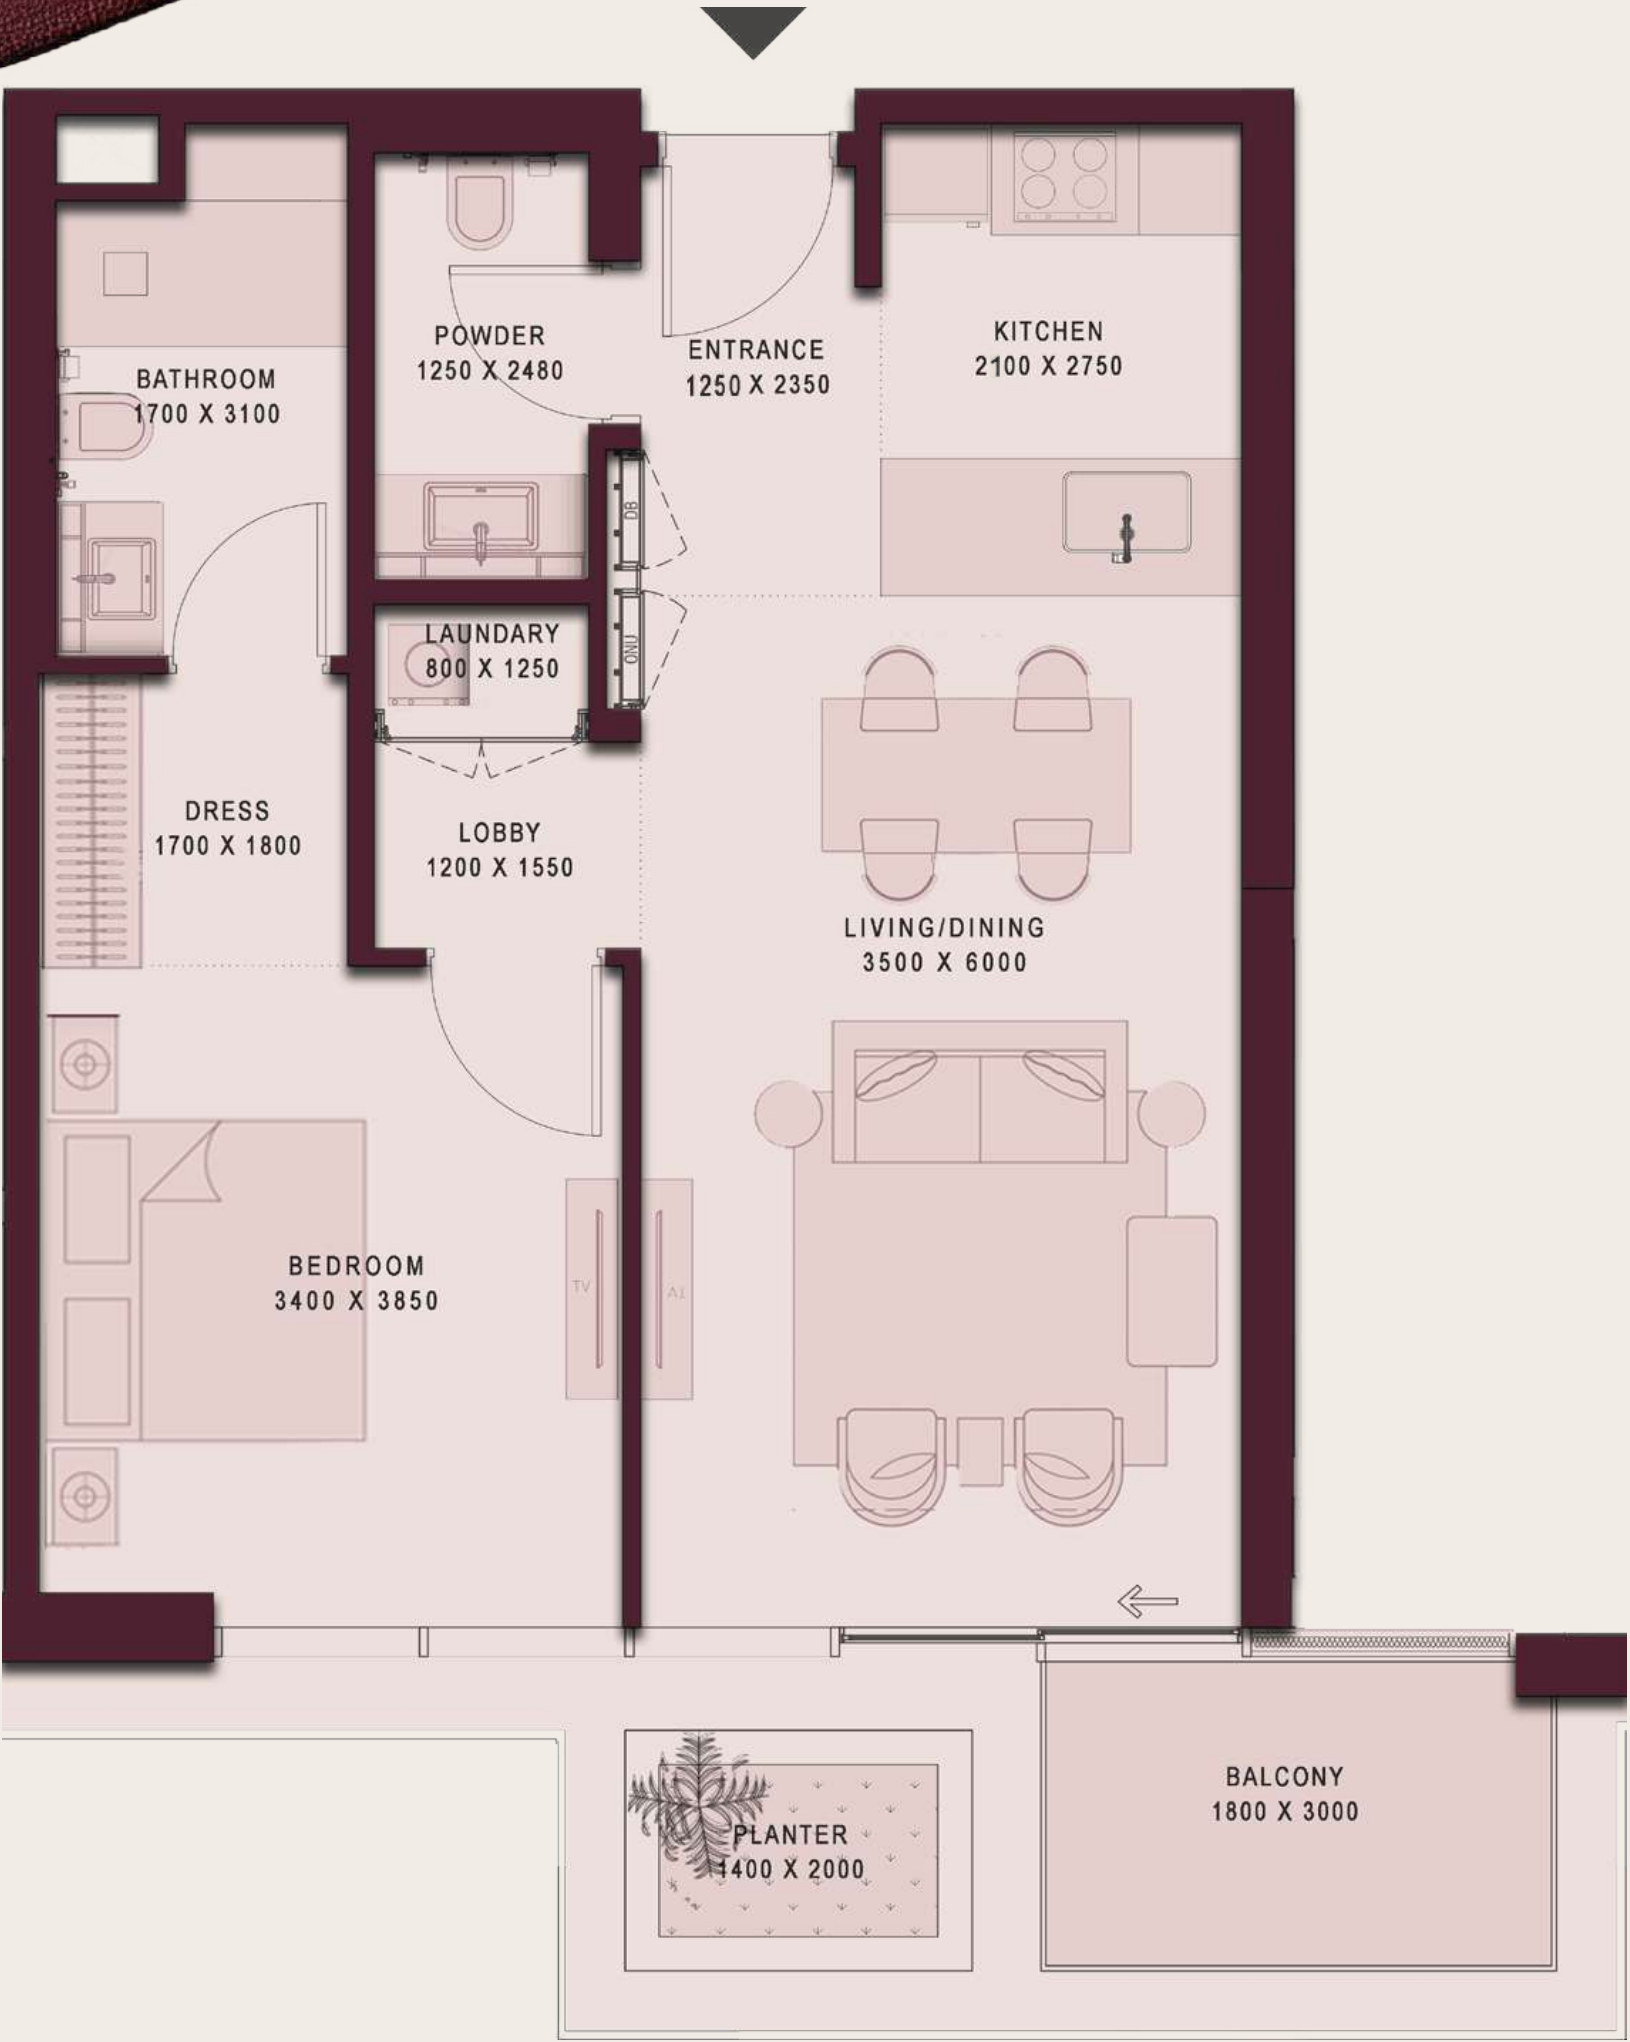 POWDER
1250 X 2480
ENTRANCE
1250 X 2350
KITCHEN
2100 X 2750
BATHROOM
1700 X 3100
DB
ONU
LAUNDARY
800 X 1250
DRESS
1700 X 1800
LOBBY
1200 X 1550
LIVING/DINING
3500 X 6000
BEDROOM
3400 X 3850
TV
TV
BALCONY
1800 X 3000
PLANTER
1400 X 2000